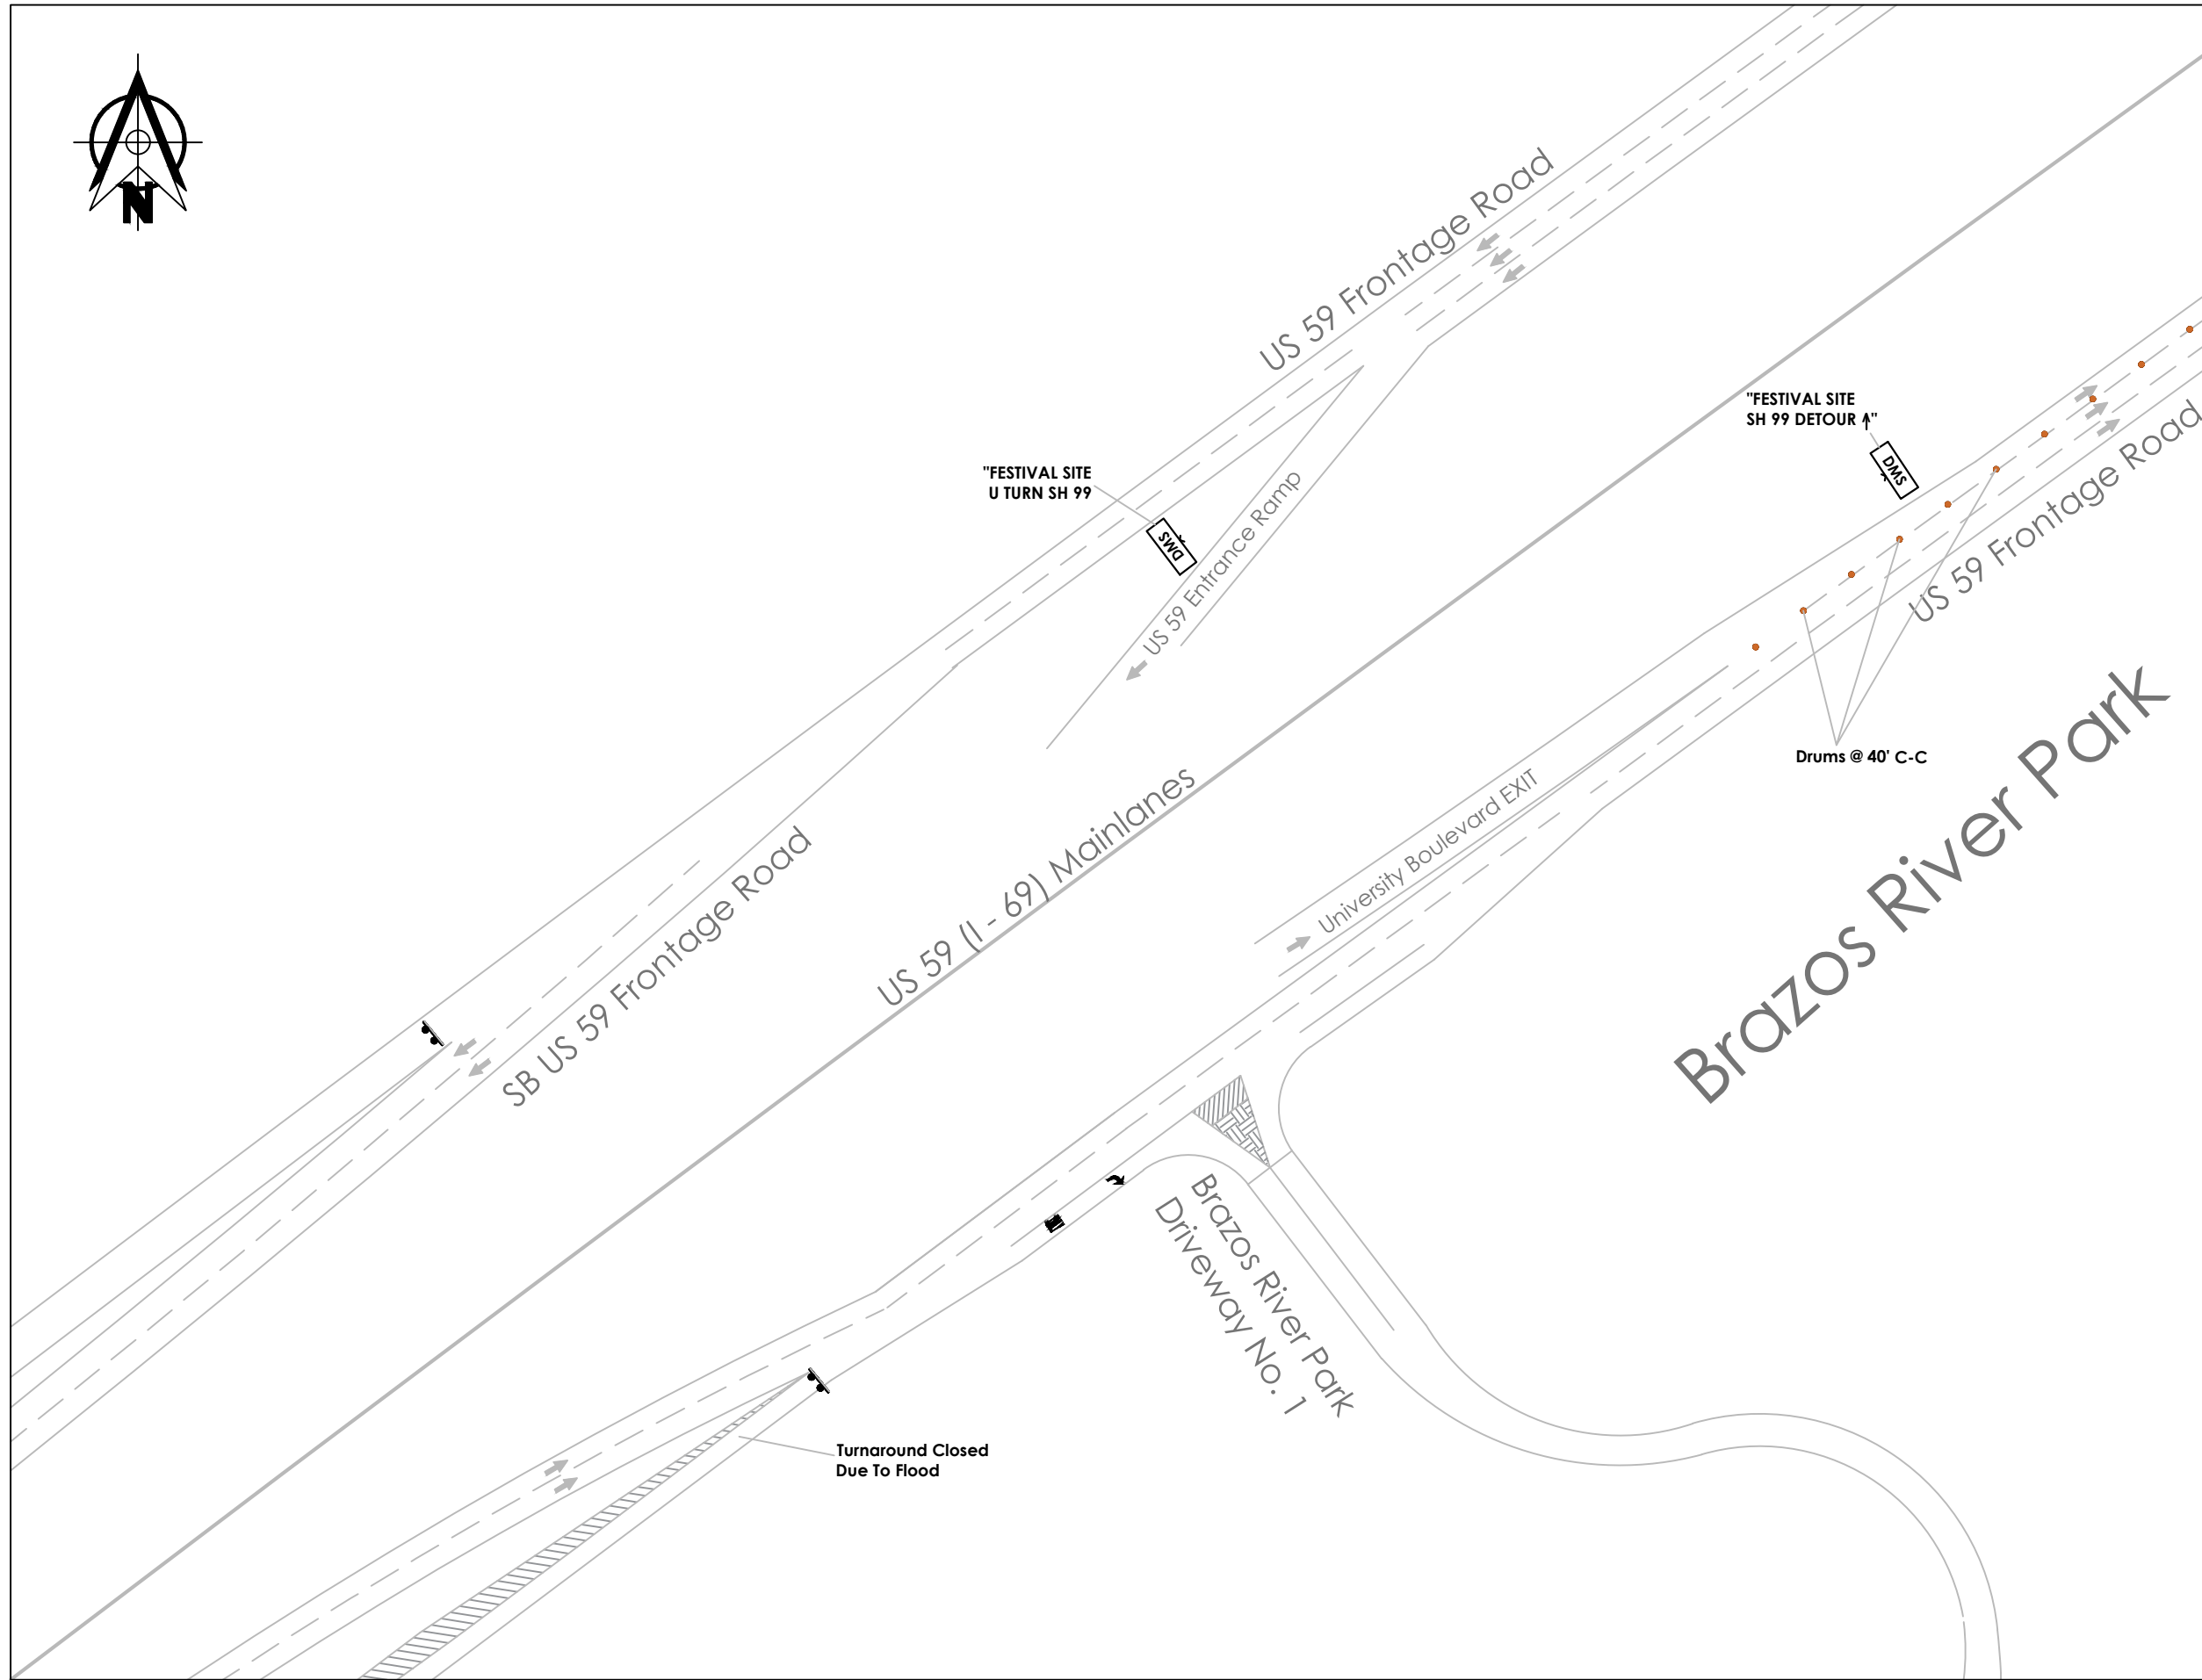 N
US 59 Frontage Road
"FESTIVAL SITE
SH 99 DETOUR ↑"
DMS
"FESTIVAL SITE
U TURN SH 99
DMS
US 59 Entrance Ramp
US 59 Frontage Road
Drums @ 40' C-C
Brazos River Park
University Boulevard EXIT
US 59 (I - 69) Mainlanes
SB US 59 Frontage Road
Brazos River Park
Driveway No. 1
Turnaround Closed
Due To Flood